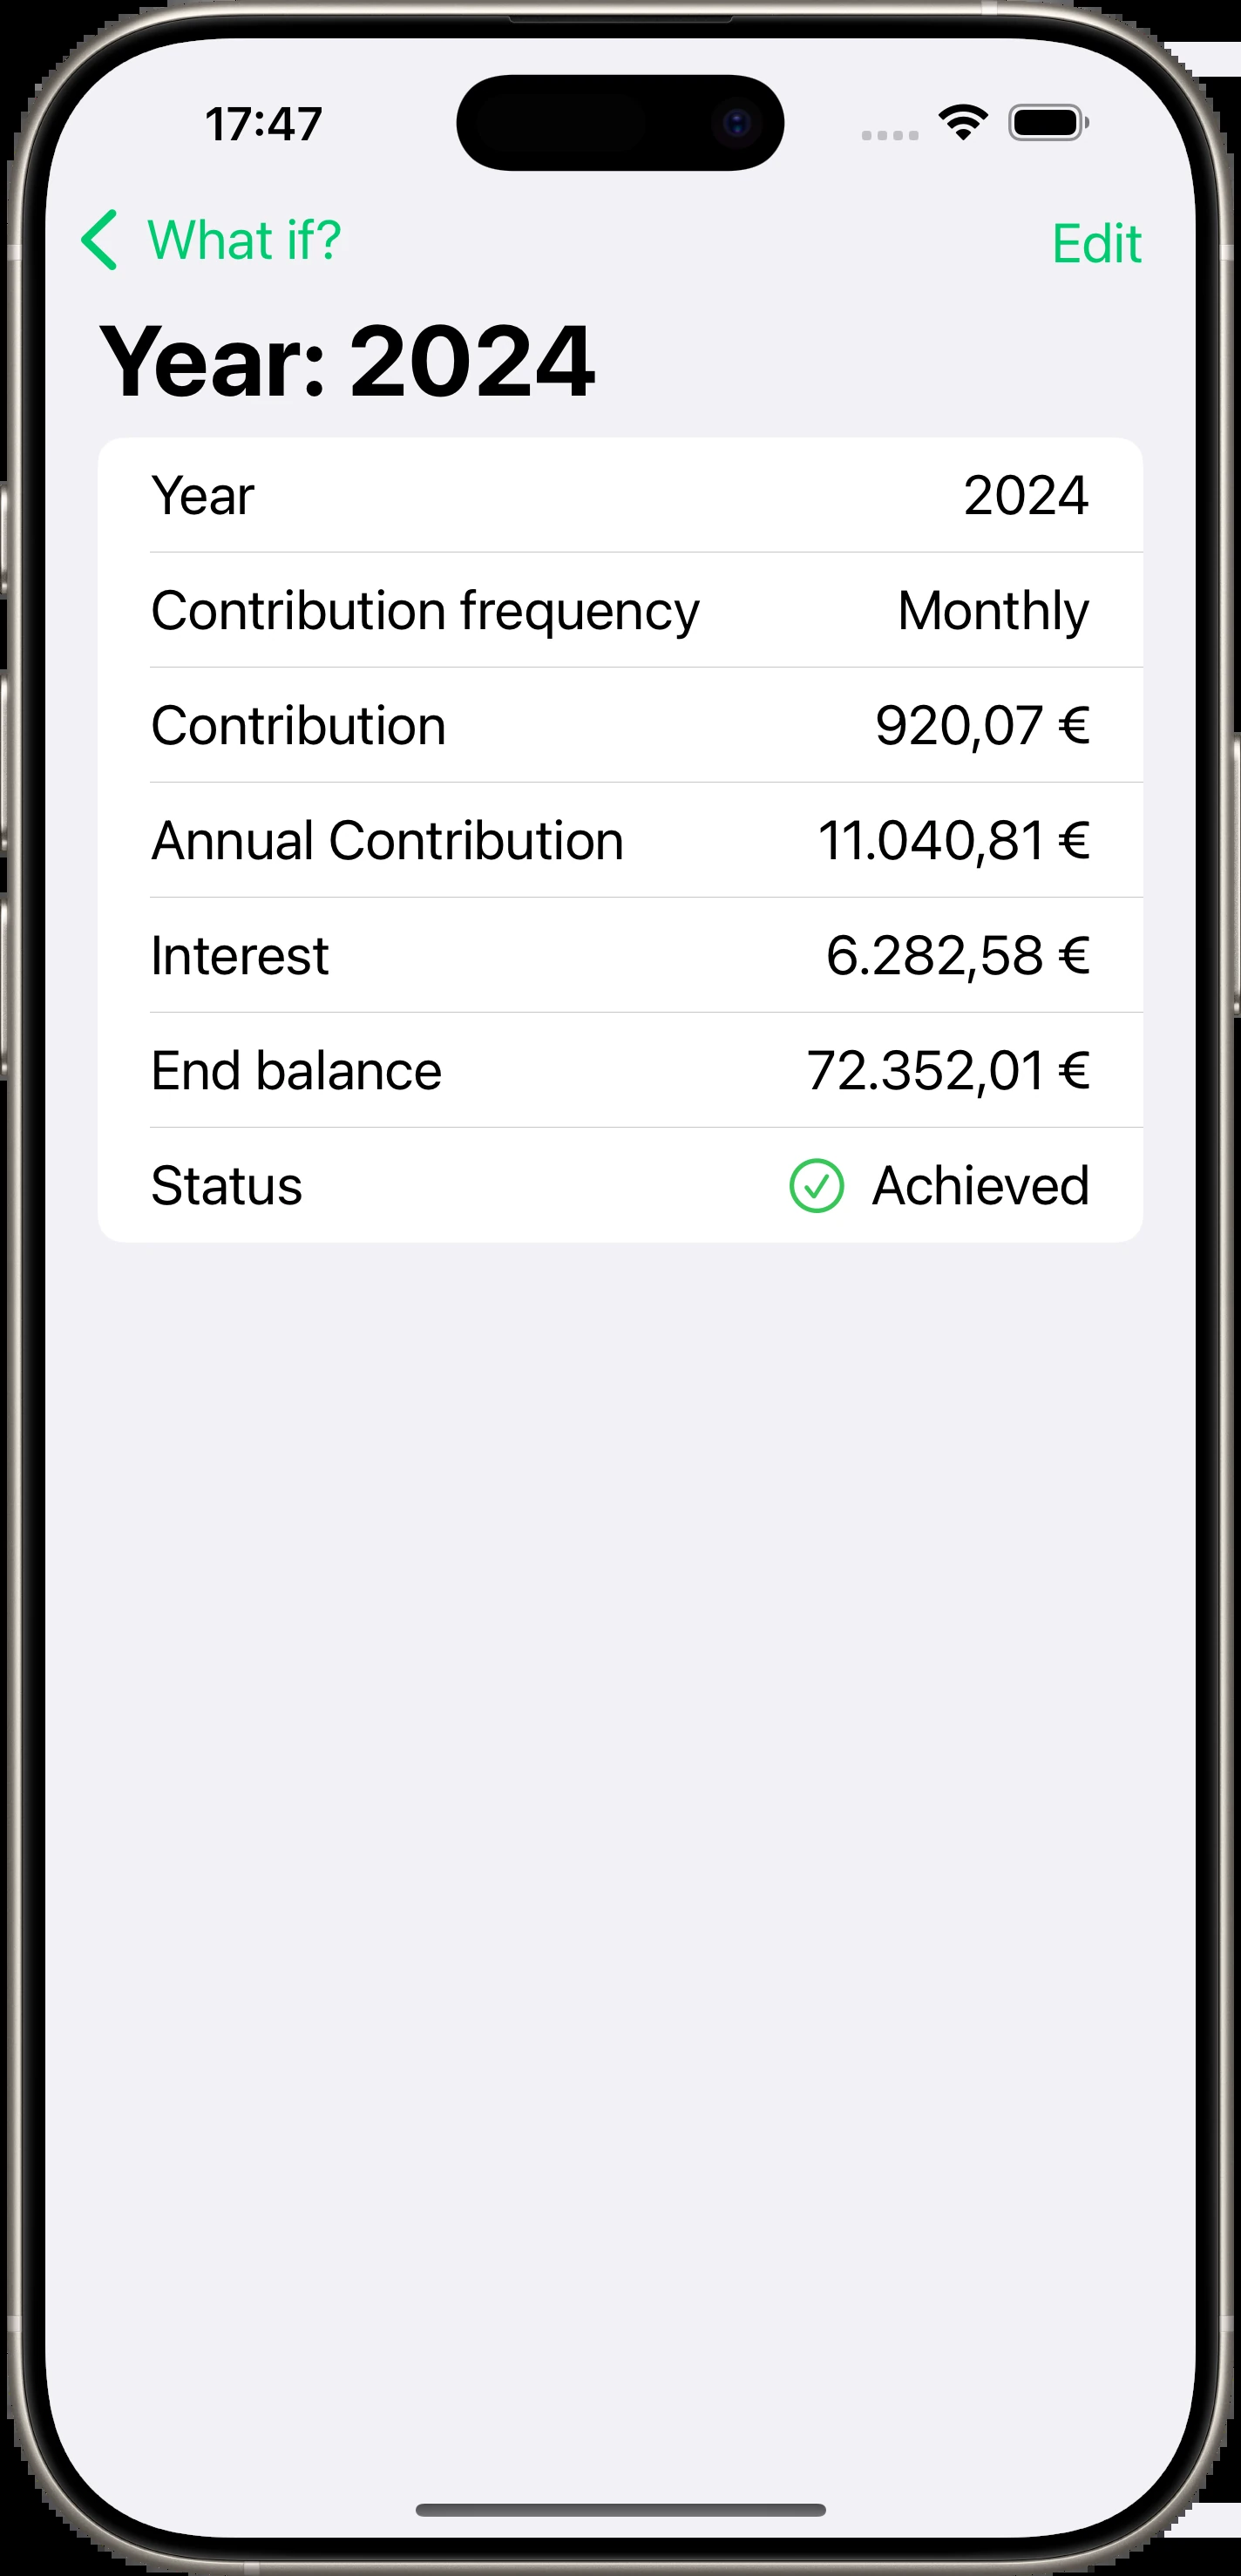 17:47
What if?
Edit
Year: 2024
Year 2024
Contribution frequency Monthly
Contribution 920,07 €
Annual Contribution 11.040,81 €
Interest 6.282,58 €
End balance 72.352,01 €
Status Achieved